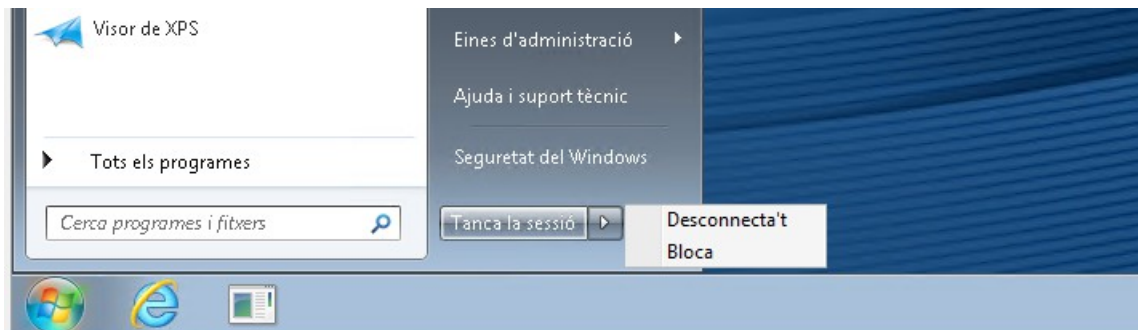 Visor de XPS
Tots els programes
Cerca programes i fitxers
Eines d'administració
Ajuda i suport tècnic
Seguretat del Windows
Tanca la sessió
Desconnecta't
Bloca